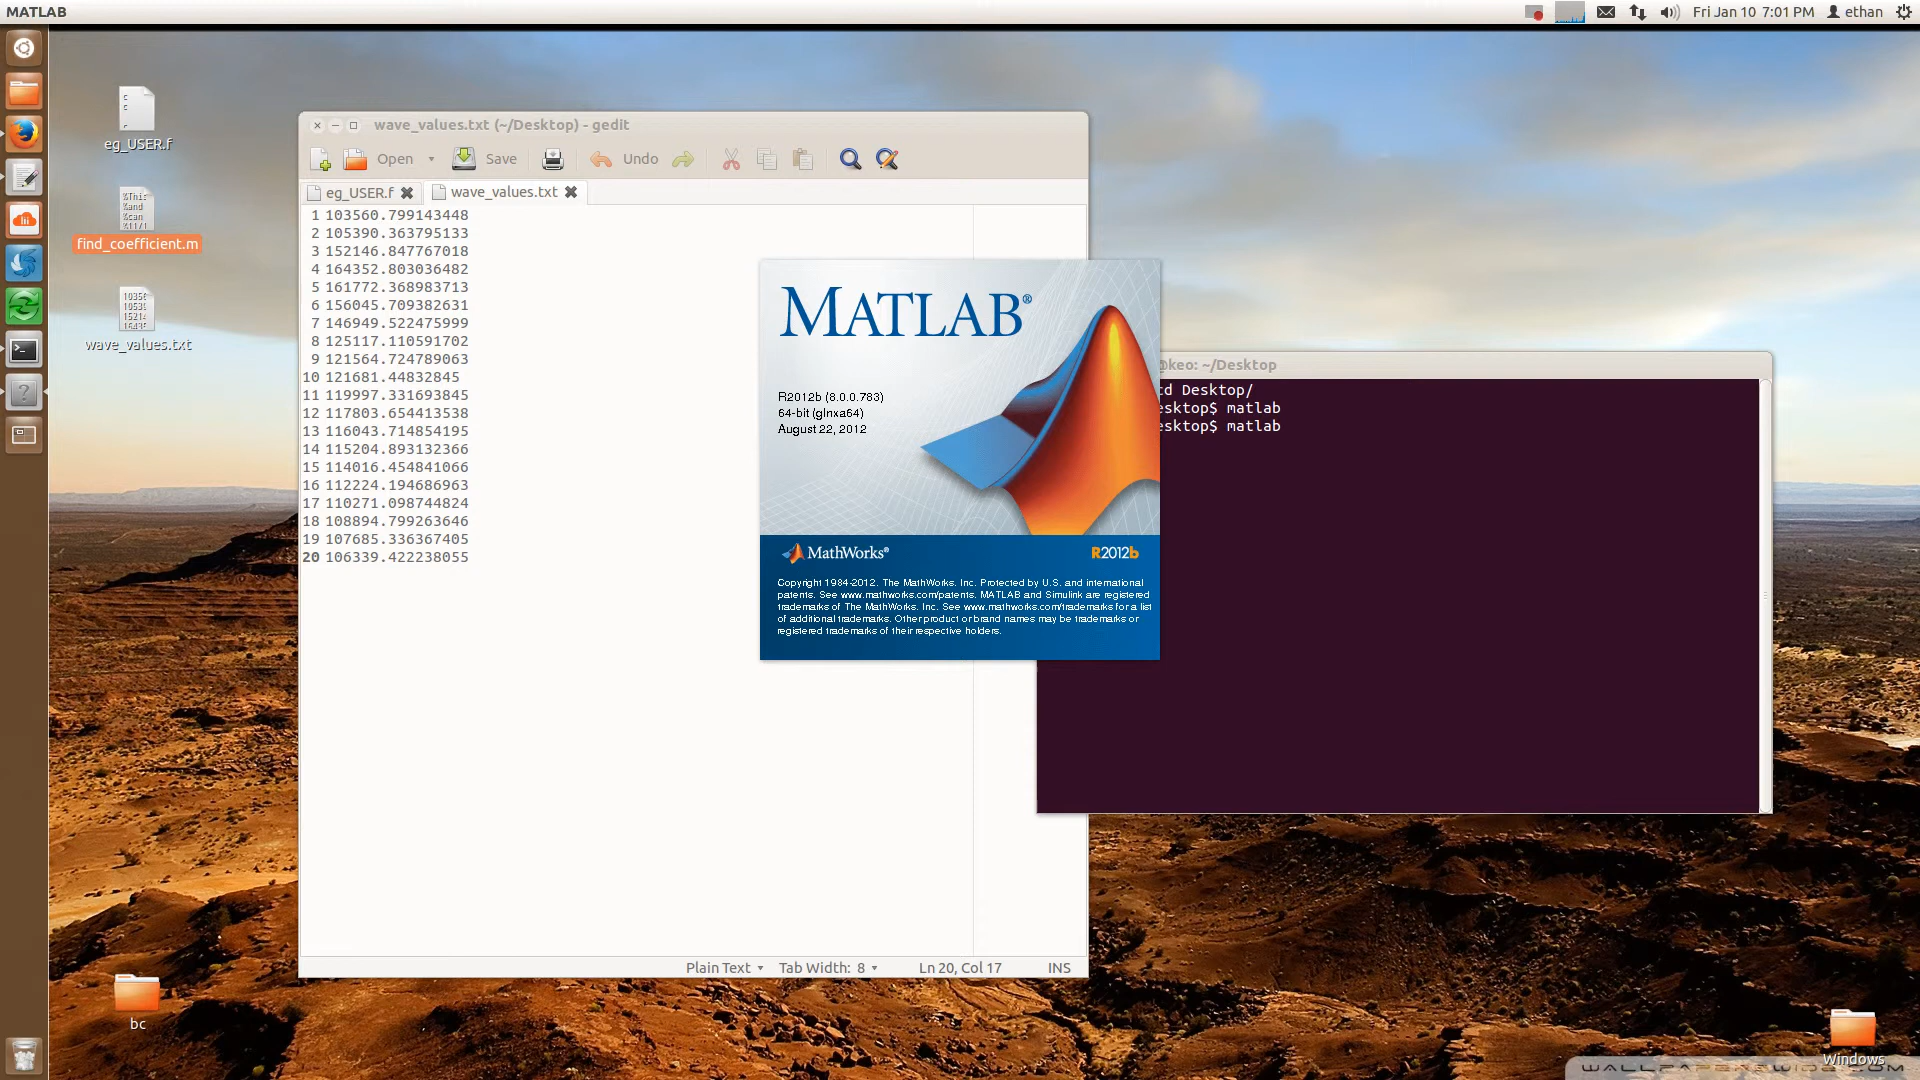 MATLAB
Fri Jan 10 7:01 PM
ethan
eg_USER.f
find_coefficient.m
wave_values.txt
bc
Windows
wave_values.txt (~/Desktop) - gedit
Open
Save
Undo
eg_USER.f
wave_values.txt
1 103560.799143448
2 105390.363795133
3 152146.847767018
4 164352.803036482
5 161772.368983713
6 156045.709382631
7 146949.522475999
8 125117.110591702
9 121564.724789063
10 121681.44832845
11 119997.331693845
12 117803.654413538
13 116043.714854195
14 115204.893132366
15 114016.454841066
16 112224.194686963
17 110271.098744824
18 108894.799263646
19 107685.336367405
20 106339.422238055
Plain Text
Tab Width: 8
Ln 20, Col 17
INS
MATLAB®
R2012b (8.0.0.783)
64-bit (glnxa64)
August 22, 2012
MathWorks®
R2012b
Copyright 1984-2012. The MathWorks. Inc. Protected by U.S. and international
patents. See www.mathworks.com/patents. MATLAB and Simulink are registered
trademarks of The MathWorks. Inc. See www.mathworks.com/trademarks for a list
of additional trademarks. Other product or brand names may be trademarks or
registered trademarks of their respective holders.
@keo: ~/Desktop
cd Desktop/
esktop$ matlab
esktop$ matlab